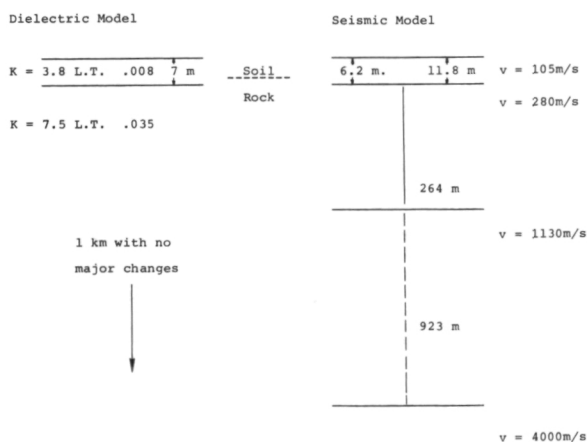 Dielectric Model
Seismic Model
K = 3.8 L.T. .008 7 m
Soil
6.2 m. 11.8 m
v = 105m/s
Rock
v = 280m/s
K = 7.5 L.T. .035
264 m
v = 1130m/s
1 km with no
major changes
923 m
v = 4000m/s